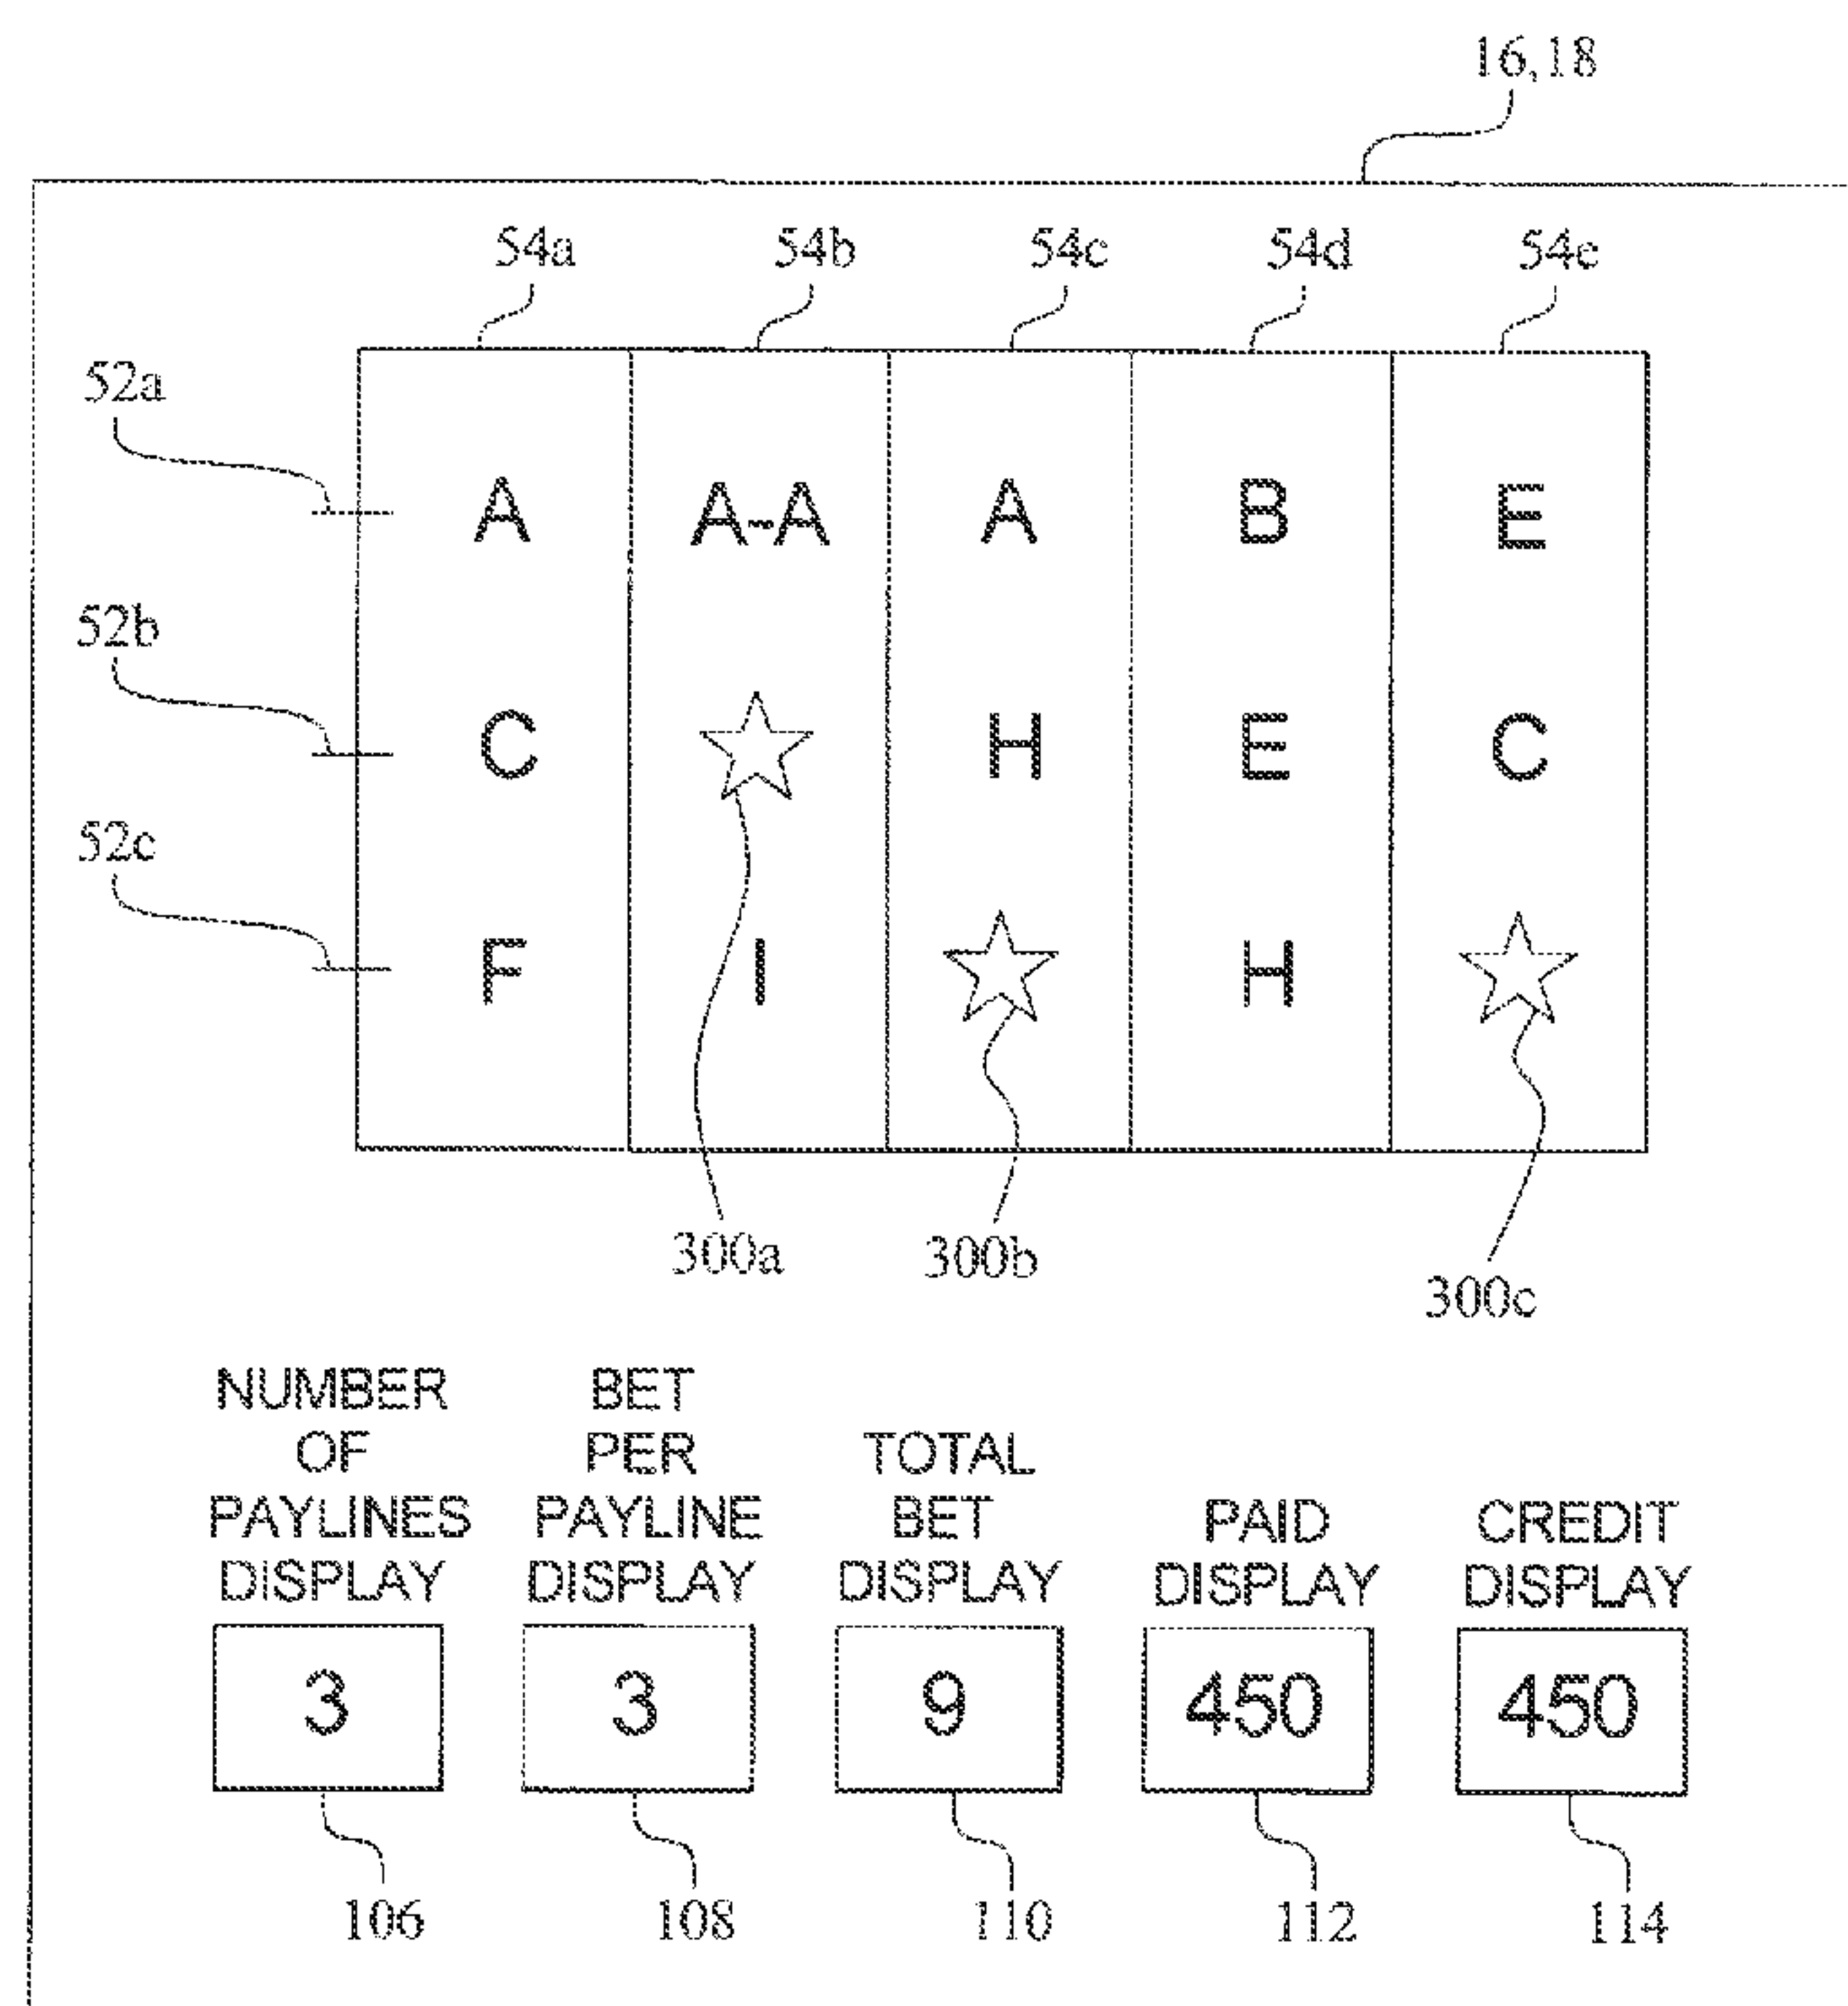 16,18
54a 54b 54c 54d 54e
52a
A A-A A B E
52b
C H E C
52c
F I H
300a 300b
300c
NUMBER OF PAYLINES DISPLAY
BET PER PAYLINE DISPLAY
TOTAL BET DISPLAY
PAID DISPLAY
CREDIT DISPLAY
3 3 9 450 450
106 108 110 112 114